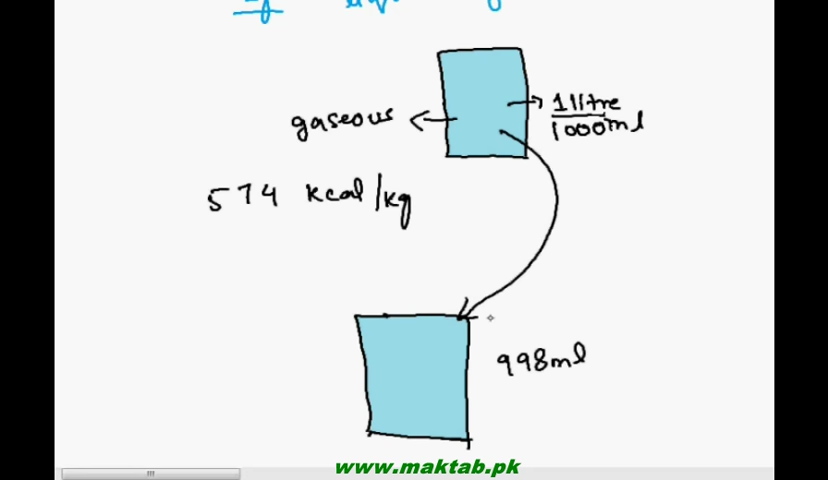 gaseous
1 litre
1000ml
574 kcal/kg
998ml
www.maktab.pk